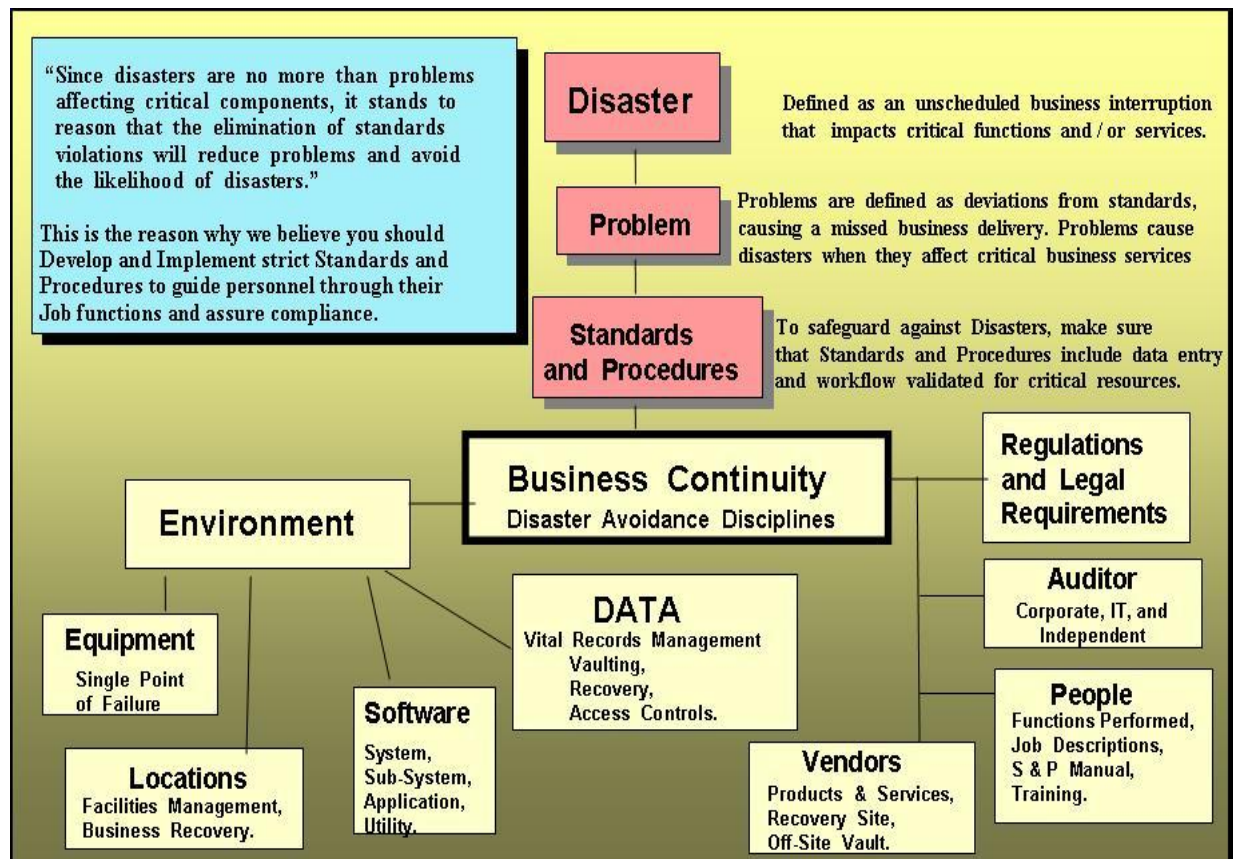 “Since disasters are no more than problems
affecting critical components, it stands to
reason that the elimination of standards
violations will reduce problems and avoid
the likelihood of disasters.”
This is the reason why we believe you should
Develop and Implement strict Standards and
Procedures to guide personnel through their
Job functions and assure compliance.
Disaster
Defined as an unscheduled business interruption
that impacts critical functions and / or services.
Problem
Problems are defined as deviations from standards,
causing a missed business delivery. Problems cause
disasters when they affect critical business services
Standards
and Procedures
To safeguard against Disasters, make sure
that Standards and Procedures include data entry
and workflow validated for critical resources.
Business Continuity
Disaster Avoidance Disciplines
Environment
Equipment
Single Point
of Failure
Locations
Facilities Management,
Business Recovery.
Software
System,
Sub-System,
Application,
Utility.
DATA
Vital Records Management
Vaulting,
Recovery,
Access Controls.
Regulations
and Legal
Requirements
Auditor
Corporate, IT, and
Independent
People
Functions Performed,
Job Descriptions,
S & P Manual,
Training.
Vendors
Products & Services,
Recovery Site,
Off-Site Vault.